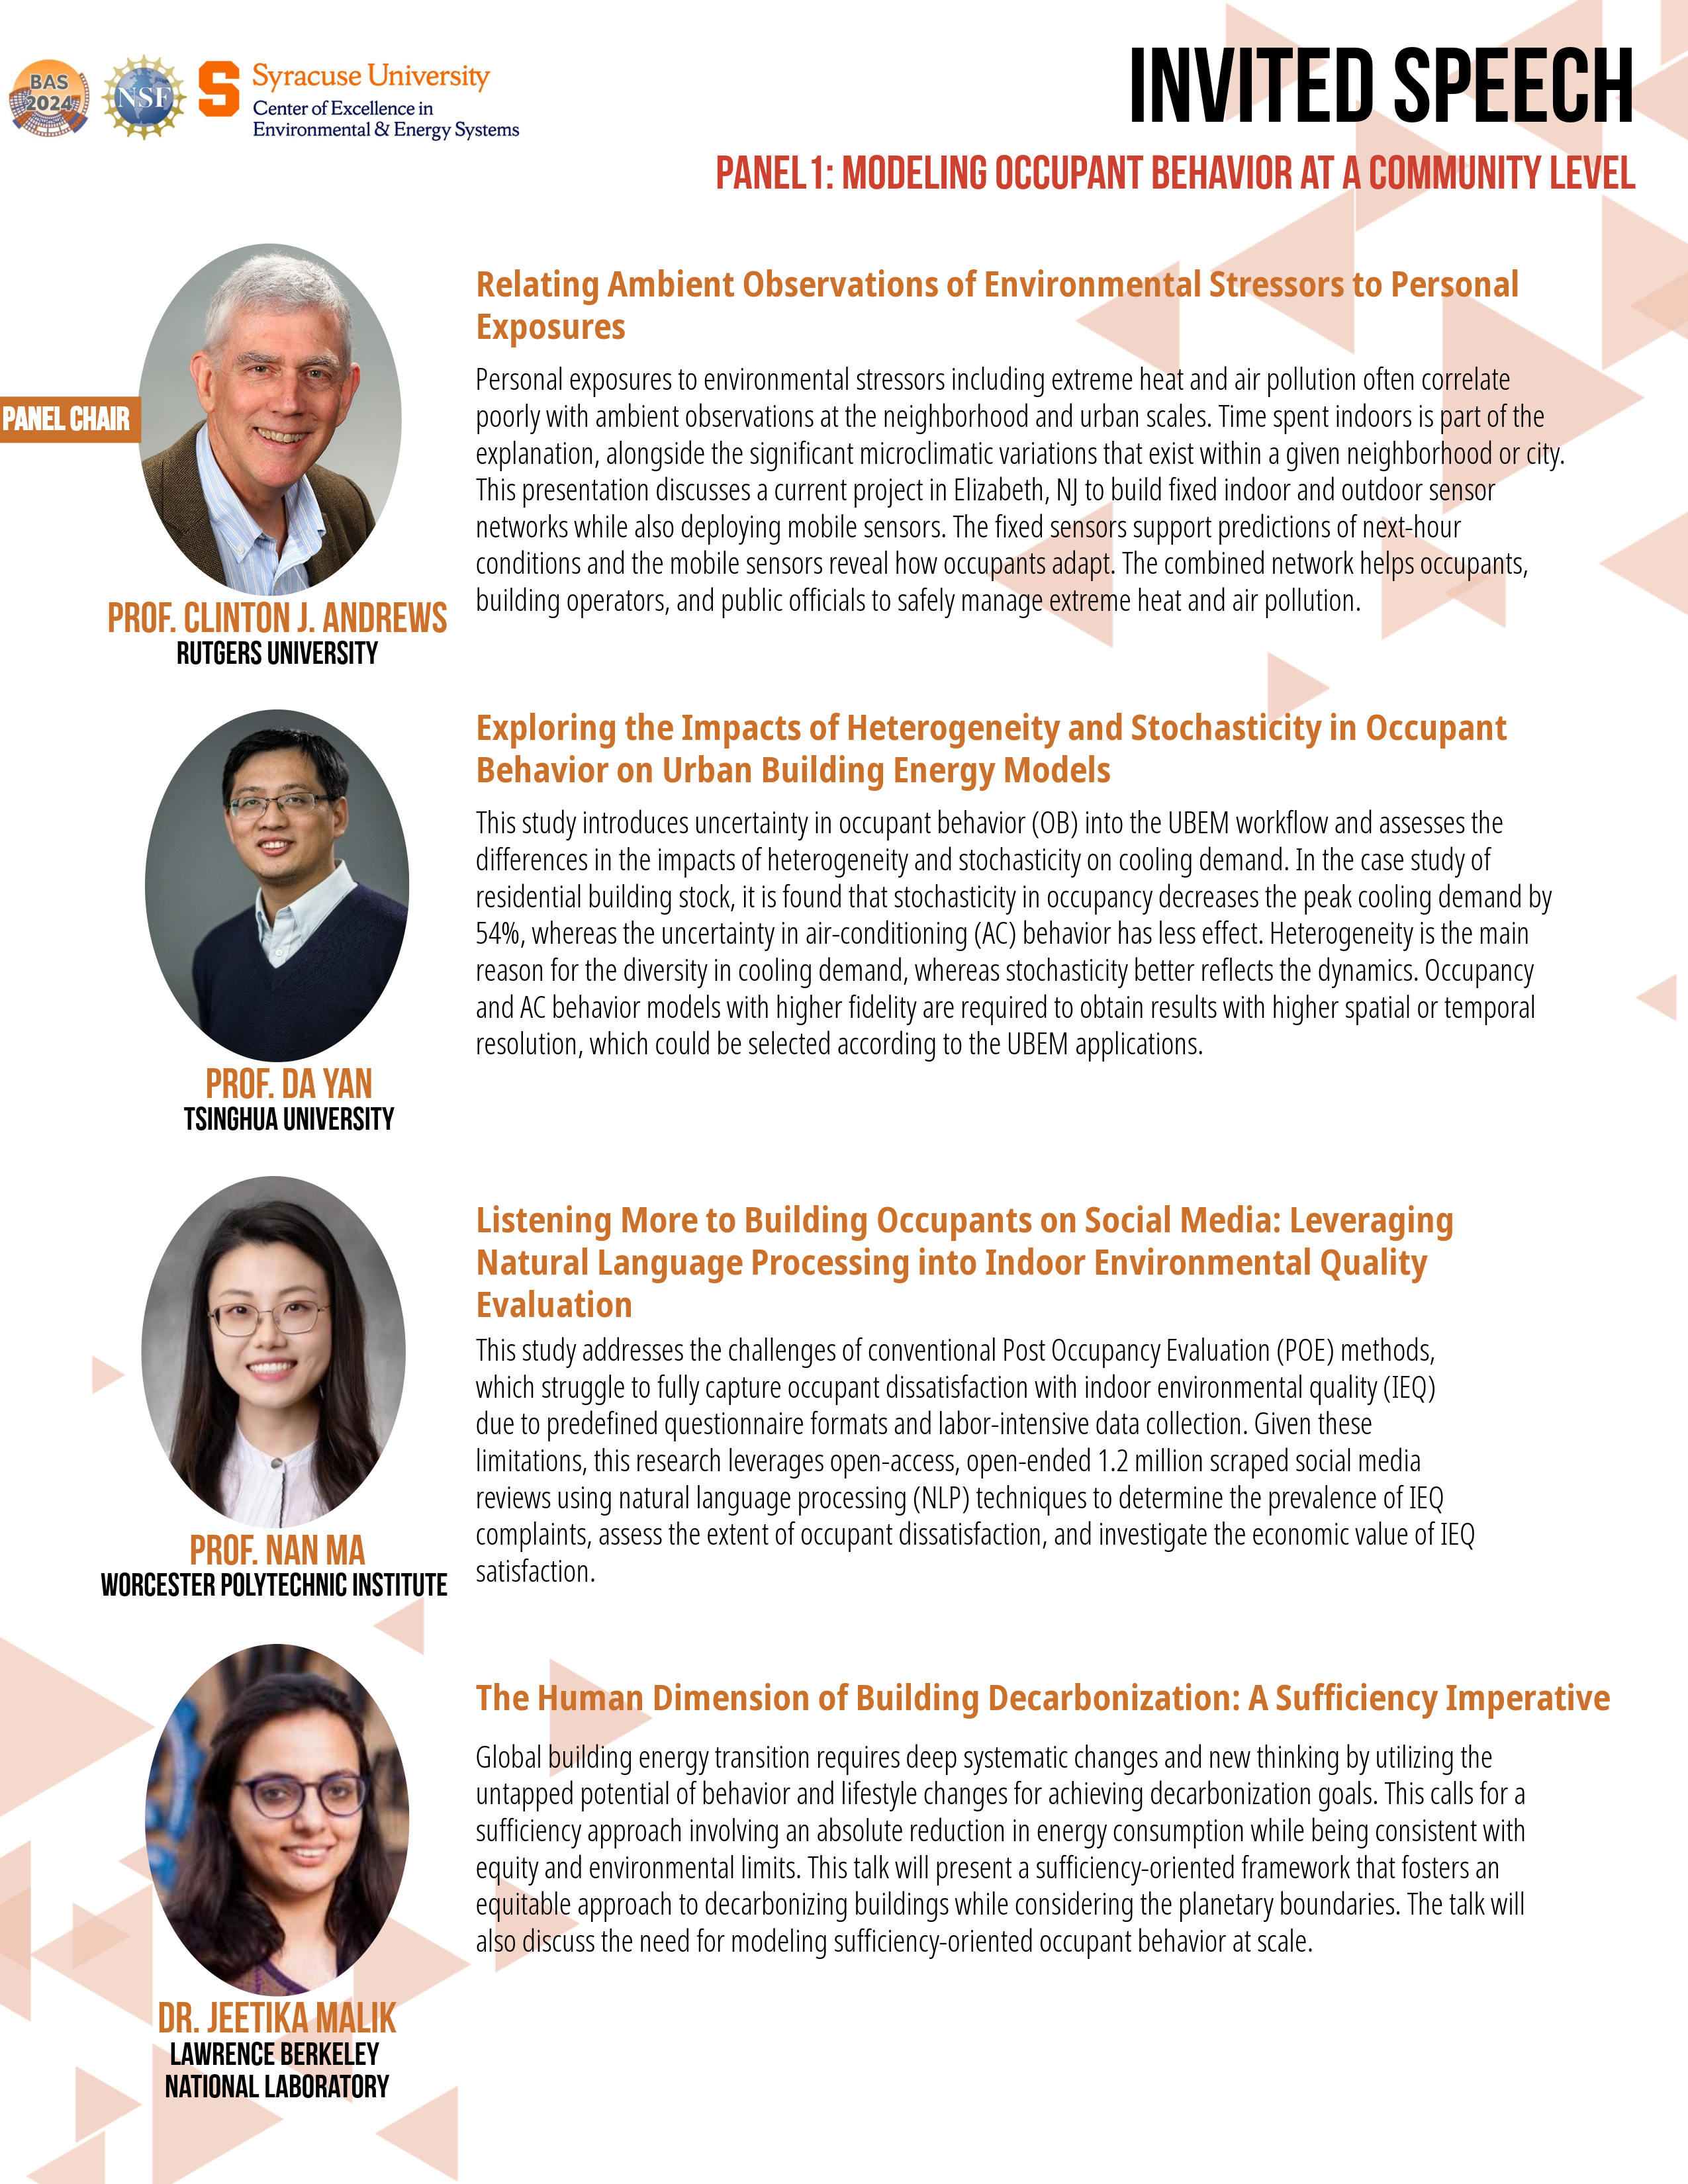 BAS
2024
NSF
S
Syracuse University
Center of Excellence in
Environmental & Energy Systems
INVITED SPEECH
PANEL 1: MODELING OCCUPANT BEHAVIOR AT A COMMUNITY LEVEL
PANEL CHAIR
PROF. CLINTON J. ANDREWS
RUTGERS UNIVERSITY
Relating Ambient Observations of Environmental Stressors to Personal
Exposures
Personal exposures to environmental stressors including extreme heat and air pollution often correlate
poorly with ambient observations at the neighborhood and urban scales. Time spent indoors is part of the
explanation, alongside the significant microclimatic variations that exist within a given neighborhood or city.
This presentation discusses a current project in Elizabeth, NJ to build fixed indoor and outdoor sensor
networks while also deploying mobile sensors. The fixed sensors support predictions of next-hour
conditions and the mobile sensors reveal how occupants adapt. The combined network helps occupants,
building operators, and public officials to safely manage extreme heat and air pollution.
PROF. DA YAN
TSINGHUA UNIVERSITY
Exploring the Impacts of Heterogeneity and Stochasticity in Occupant
Behavior on Urban Building Energy Models
This study introduces uncertainty in occupant behavior (OB) into the UBEM workflow and assesses the
differences in the impacts of heterogeneity and stochasticity on cooling demand. In the case study of
residential building stock, it is found that stochasticity in occupancy decreases the peak cooling demand by
54%, whereas the uncertainty in air-conditioning (AC) behavior has less effect. Heterogeneity is the main
reason for the diversity in cooling demand, whereas stochasticity better reflects the dynamics. Occupancy
and AC behavior models with higher fidelity are required to obtain results with higher spatial or temporal
resolution, which could be selected according to the UBEM applications.
PROF. NAN MA
WORCESTER POLYTECHNIC INSTITUTE
Listening More to Building Occupants on Social Media: Leveraging
Natural Language Processing into Indoor Environmental Quality
Evaluation
This study addresses the challenges of conventional Post Occupancy Evaluation (POE) methods,
which struggle to fully capture occupant dissatisfaction with indoor environmental quality (IEQ)
due to predefined questionnaire formats and labor-intensive data collection. Given these
limitations, this research leverages open-access, open-ended 1.2 million scraped social media
reviews using natural language processing (NLP) techniques to determine the prevalence of IEQ
complaints, assess the extent of occupant dissatisfaction, and investigate the economic value of IEQ
satisfaction.
DR. JEETIKA MALIK
LAWRENCE BERKELEY
NATIONAL LABORATORY
The Human Dimension of Building Decarbonization: A Sufficiency Imperative
Global building energy transition requires deep systematic changes and new thinking by utilizing the
untapped potential of behavior and lifestyle changes for achieving decarbonization goals. This calls for a
sufficiency approach involving an absolute reduction in energy consumption while being consistent with
equity and environmental limits. This talk will present a sufficiency-oriented framework that fosters an
equitable approach to decarbonizing buildings while considering the planetary boundaries. The talk will
also discuss the need for modeling sufficiency-oriented occupant behavior at scale.